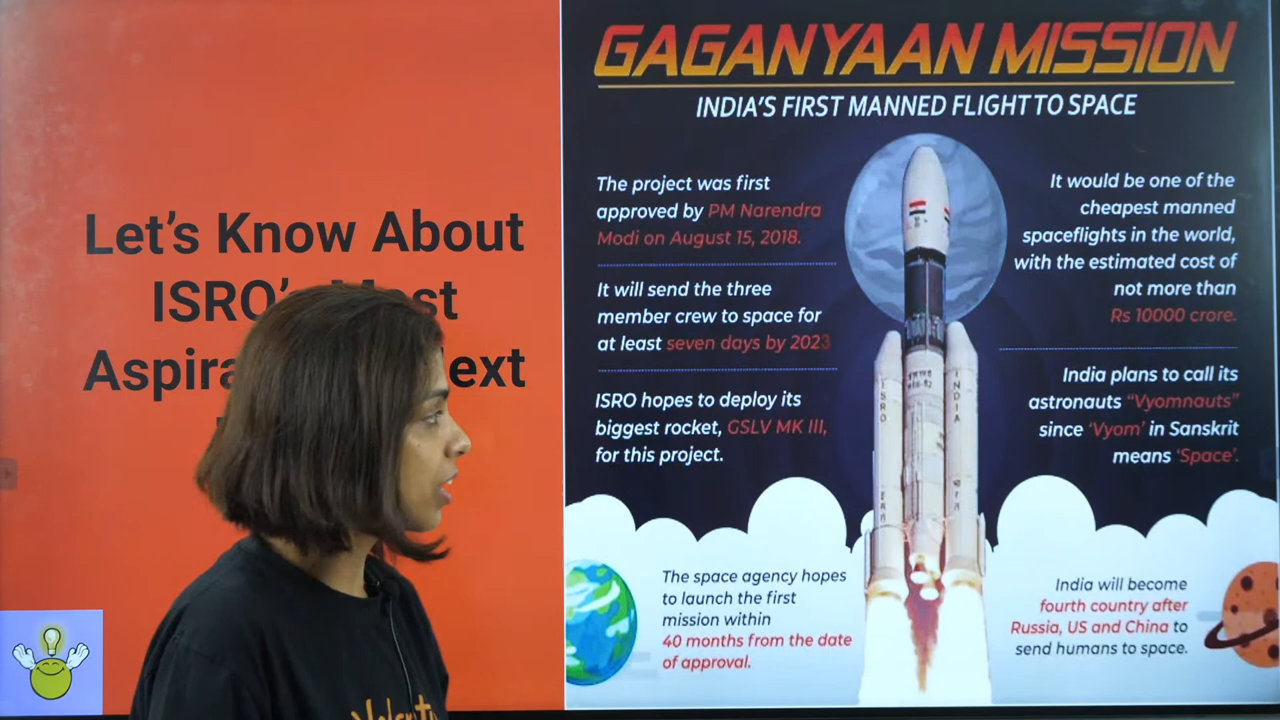 Let's Know About
ISRO's Most
ext
GAGANYAAN MISSION
INDIA'S FIRST MANNED FLIGHT TO SPACE
The project was first
approved by PM Narendra
Modi on August 15, 2018.
It will send the three
member crew to space for
at least seven days by 2023
ISRO hopes to deploy its
biggest rocket, GSLV MK III,
for this project.
It would be one of the
cheapest manned
spaceflights in the world,
with the estimated cost of
not more than
Rs 10000 crore.
India plans to call its
astronauts “Vyomnauts”
since ‘Vyom’ in Sanskrit
means ‘Space’.
ISRO
INDIA
The space agency hopes
to launch the first
mission within
40 months from the date
of approval.
India will become
fourth country after
Russia, US and China to
send humans to space.